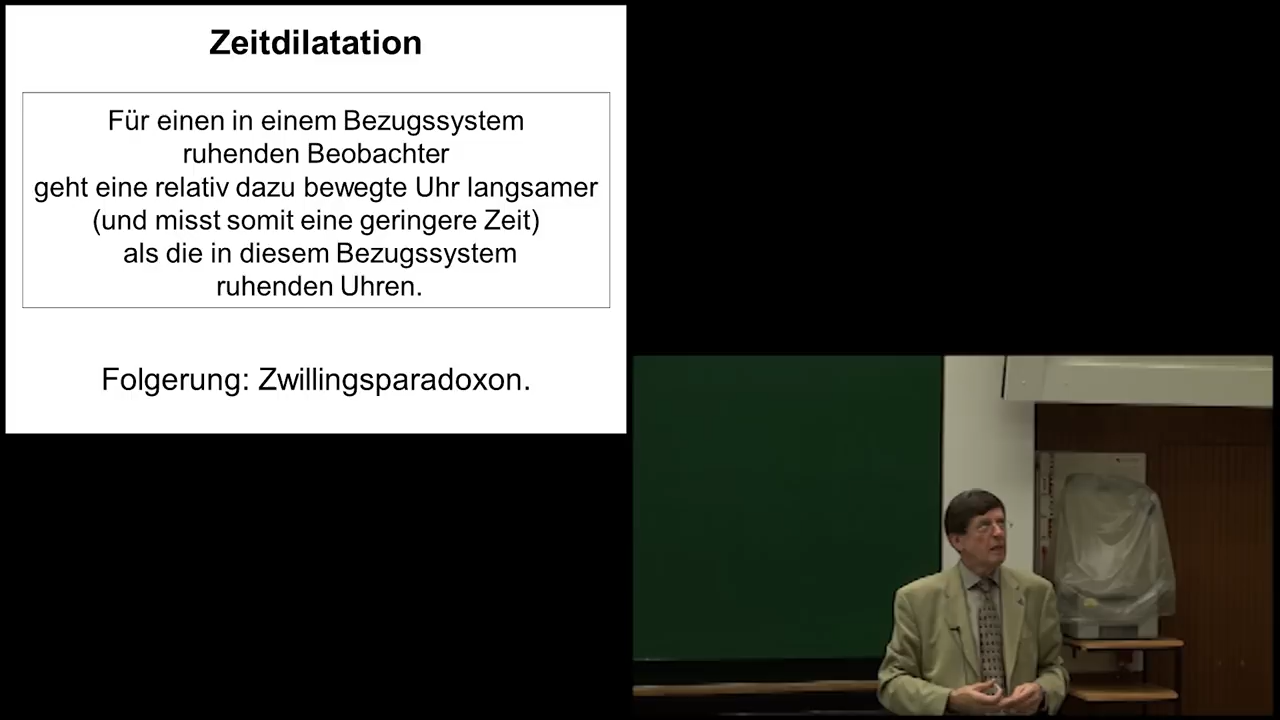 Zeitdilatation
Für einen in einem Bezugssystem
ruhenden Beobachter
geht eine relativ dazu bewegte Uhr langsamer
(und misst somit eine geringere Zeit)
als die in diesem Bezugssystem
ruhenden Uhren.
Folgerung: Zwillingsparadoxon.